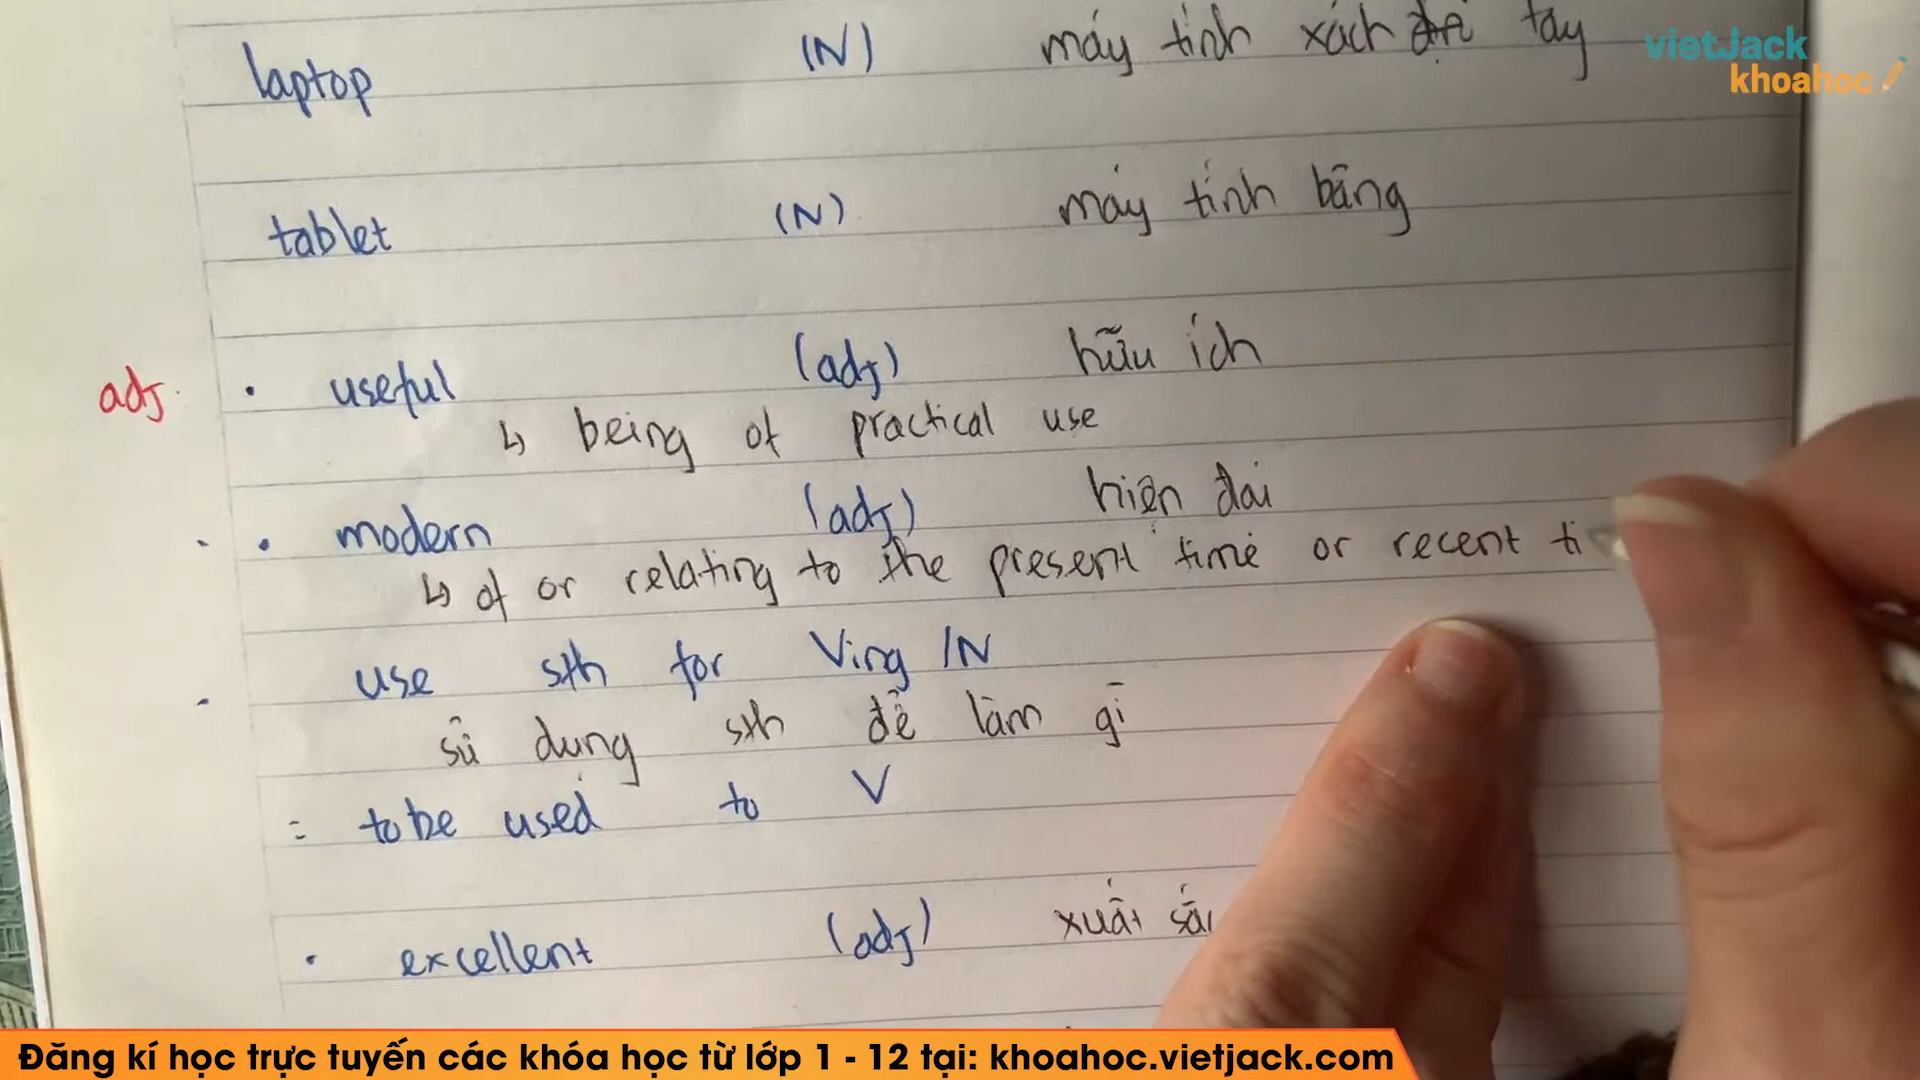 laptop (N) máy tính xách tay
vietJack
khoahoc
tablet (N) máy tính bảng
adj • useful (adj) hữu ích
↳ being of practical use
• modern (adj) hiện đại
↳ of or relating to the present time or recent ti
use sth for Ving /N
sử dụng sth để làm gì
= to be used to V
• excellent (adj) xuất sắ
Đăng kí học trực tuyến các khóa học từ lớp 1 - 12 tại: khoahoc.vietjack.com